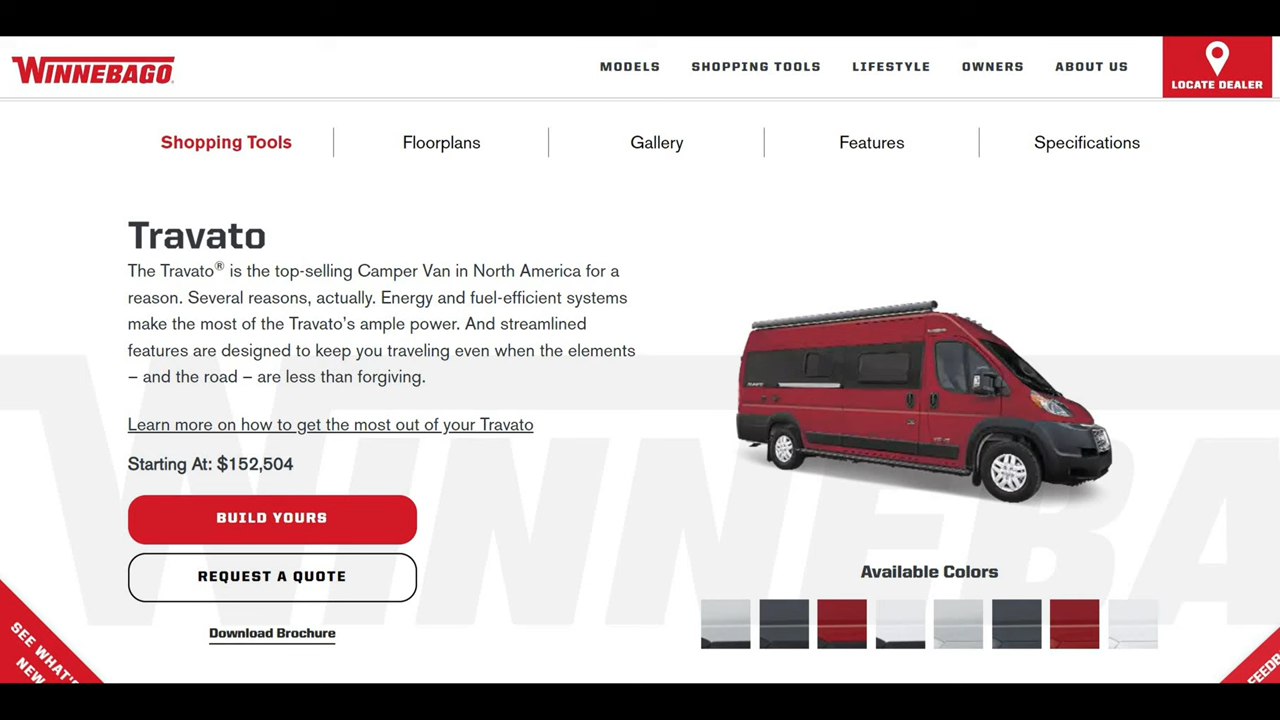 WINNEBAGO
MODELS
SHOPPING TOOLS
LIFESTYLE
OWNERS
ABOUT US
LOCATE DEALER
Shopping Tools
Floorplans
Gallery
Features
Specifications
Travato
The Travato® is the top-selling Camper Van in North America for a
reason. Several reasons, actually. Energy and fuel-efficient systems
make the most of the Travato's ample power. And streamlined
features are designed to keep you traveling even when the elements
– and the road – are less than forgiving.
Learn more on how to get the most out of your Travato
Starting At: $152,504
BUILD YOURS
REQUEST A QUOTE
Download Brochure
Available Colors
SEE WHAT'S
NEW
FEEDB
WINNEBA